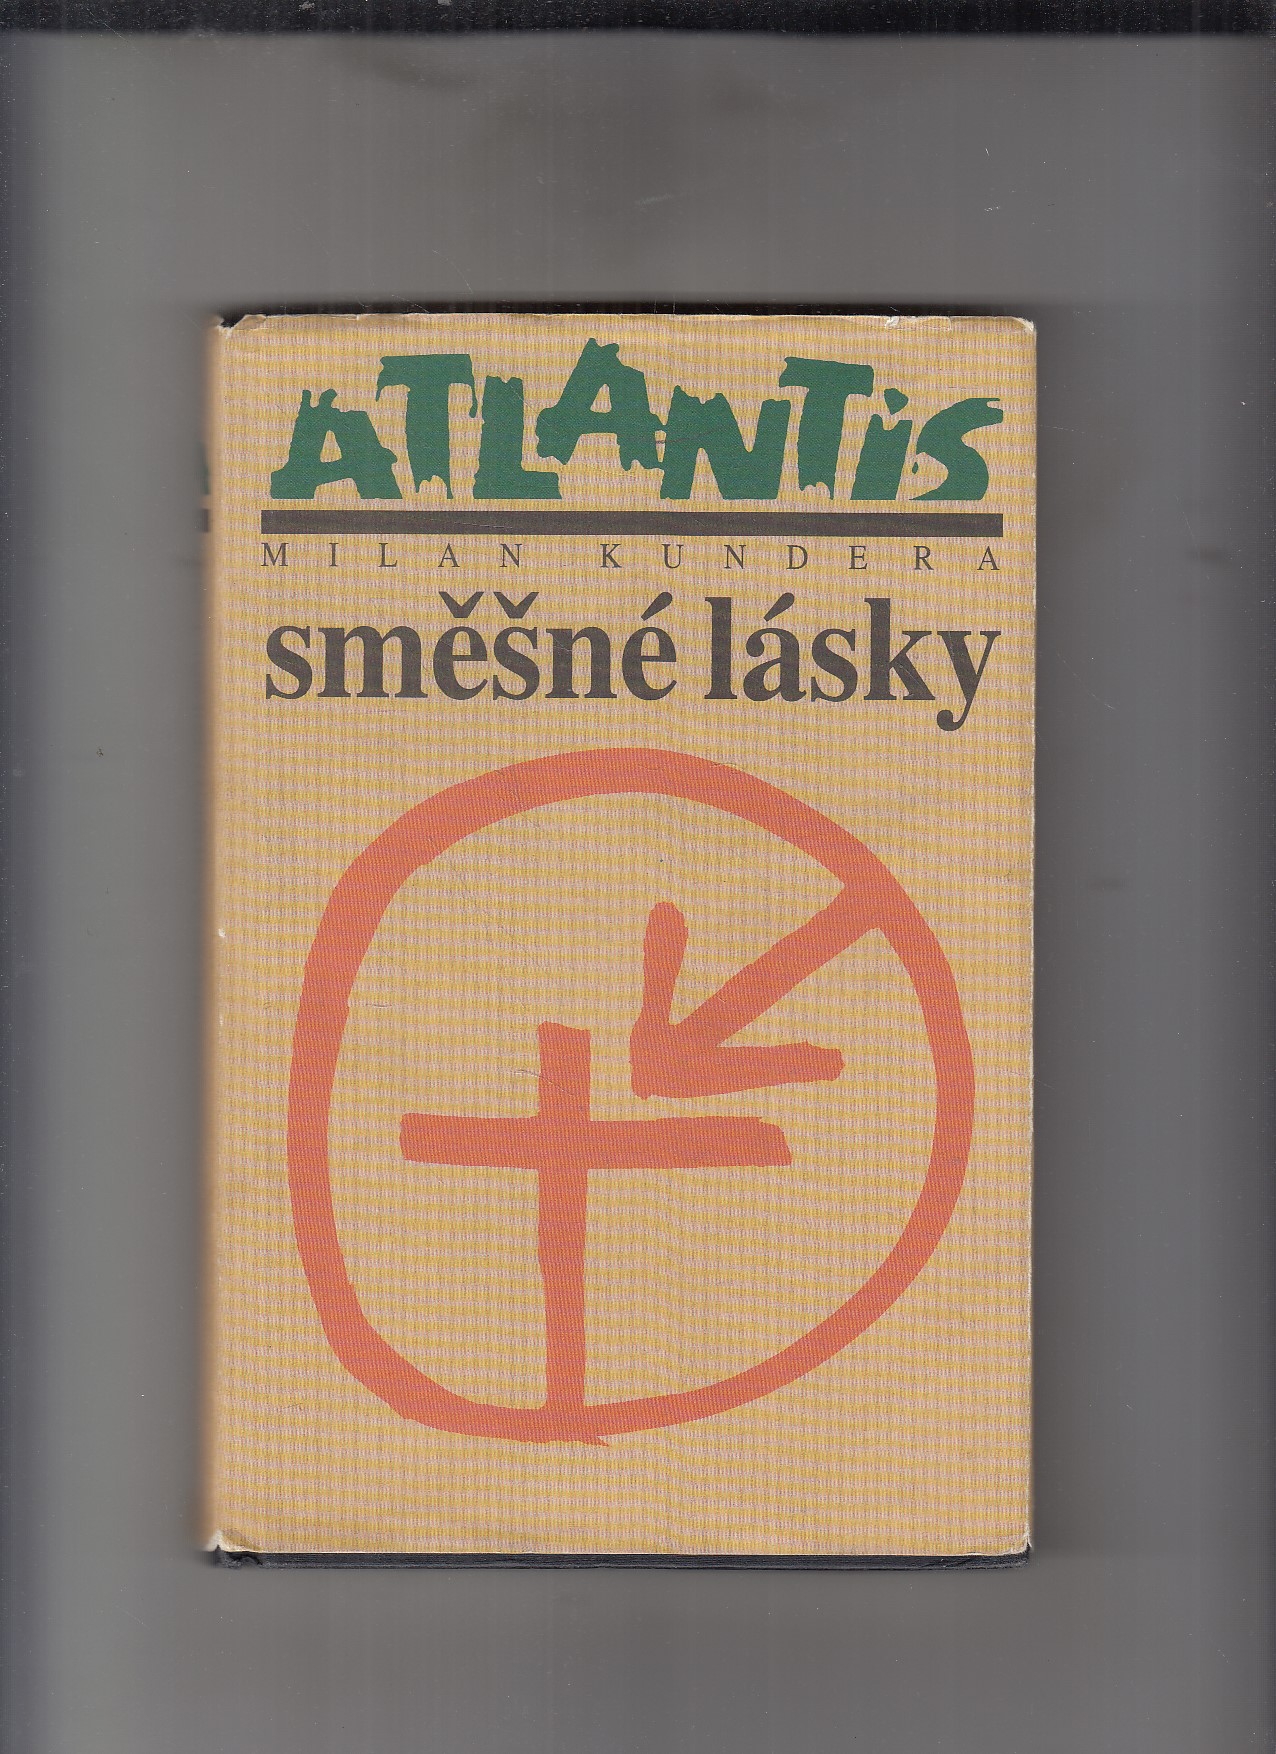 ATLANTiS
MILAN KUNDERA
směšné lásky